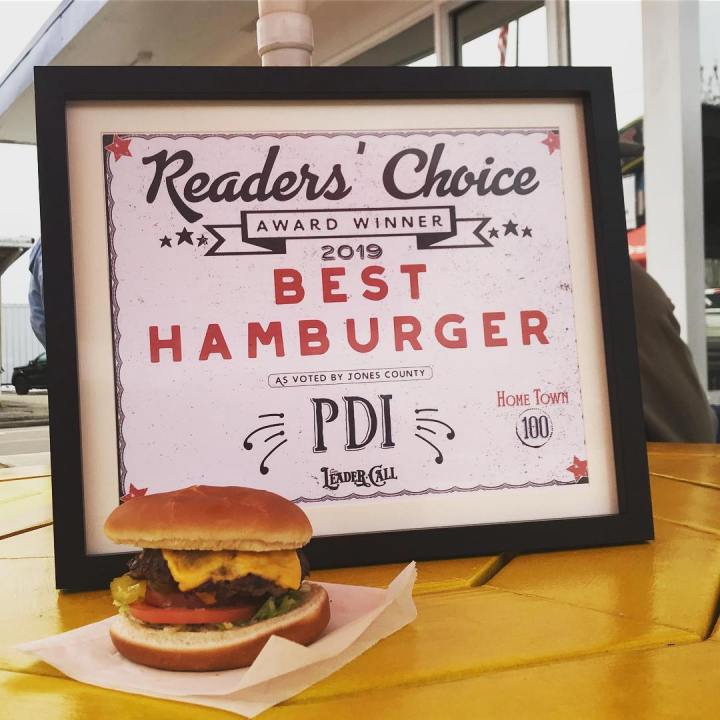 Readers' Choice
AWARD WINNER
2019
BEST
HAMBURGER
AS VOTED BY JONES COUNTY
PDI
HOME TOWN
100
LEADER-CALL